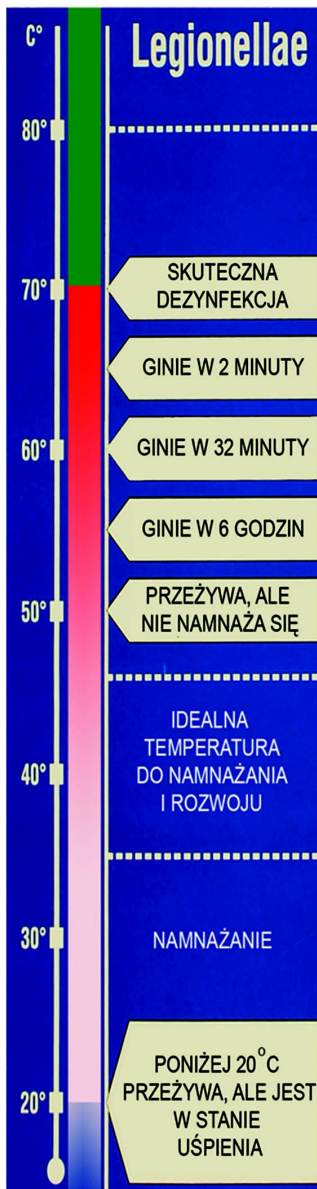 C°
Legionellae
80°
70°
SKUTECZNA
DEZYNFEKCJA
GINIE W 2 MINUTY
60°
GINIE W 32 MINUTY
GINIE W 6 GODZIN
50°
PRZEŻYWA, ALE
NIE NAMNAŻA SIĘ
IDEALNA
TEMPERATURA
DO NAMNAŻANIA
I ROZWOJU
40°
30°
NAMNAŻANIE
20°
PONIŻEJ 20°C
PRZEŻYWA, ALE JEST
W STANIE
UŚPIENIA